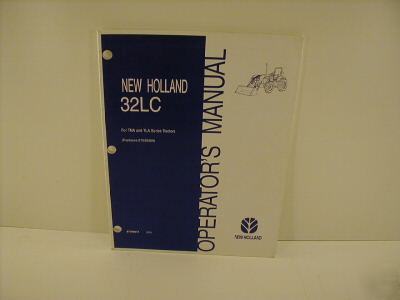 NEW HOLLAND
32LC
For TNA and TLA Series Tractors
OPERATOR'S MANUAL
NEW HOLLAND